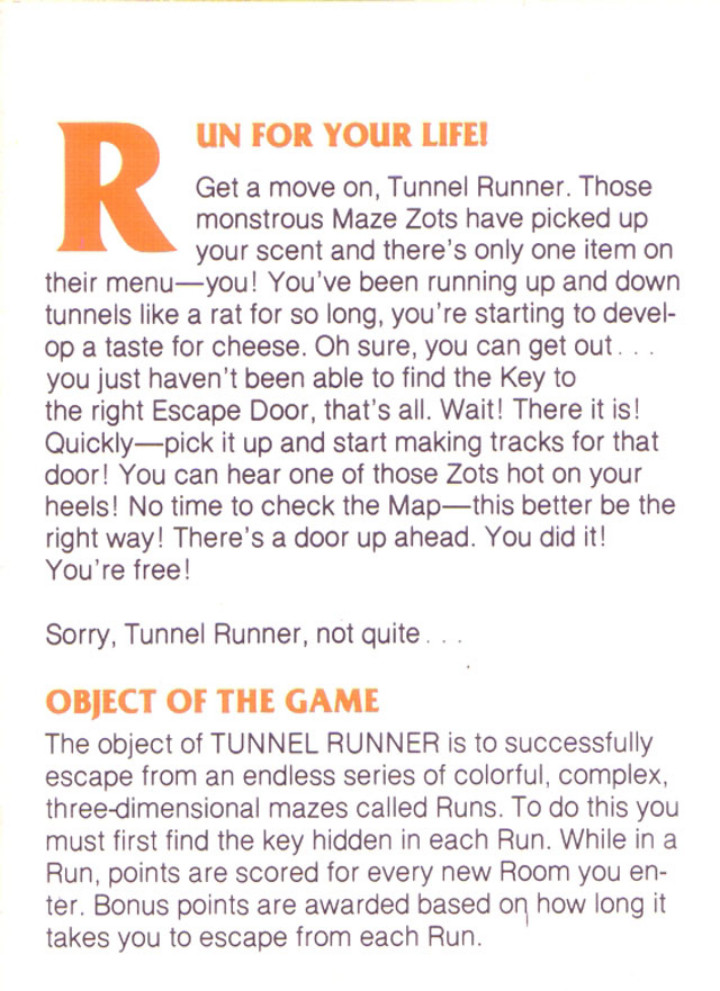 RUN FOR YOUR LIFE!
Get a move on, Tunnel Runner. Those
monstrous Maze Zots have picked up
your scent and there's only one item on
their menu—you! You've been running up and down
tunnels like a rat for so long, you're starting to devel-
op a taste for cheese. Oh sure, you can get out. . .
you just haven't been able to find the Key to
the right Escape Door, that's all. Wait! There it is!
Quickly—pick it up and start making tracks for that
door! You can hear one of those Zots hot on your
heels! No time to check the Map—this better be the
right way! There's a door up ahead. You did it!
You're free!
Sorry, Tunnel Runner, not quite . . .
OBJECT OF THE GAME
The object of TUNNEL RUNNER is to successfully
escape from an endless series of colorful, complex,
three-dimensional mazes called Runs. To do this you
must first find the key hidden in each Run. While in a
Run, points are scored for every new Room you en-
ter. Bonus points are awarded based on how long it
takes you to escape from each Run.